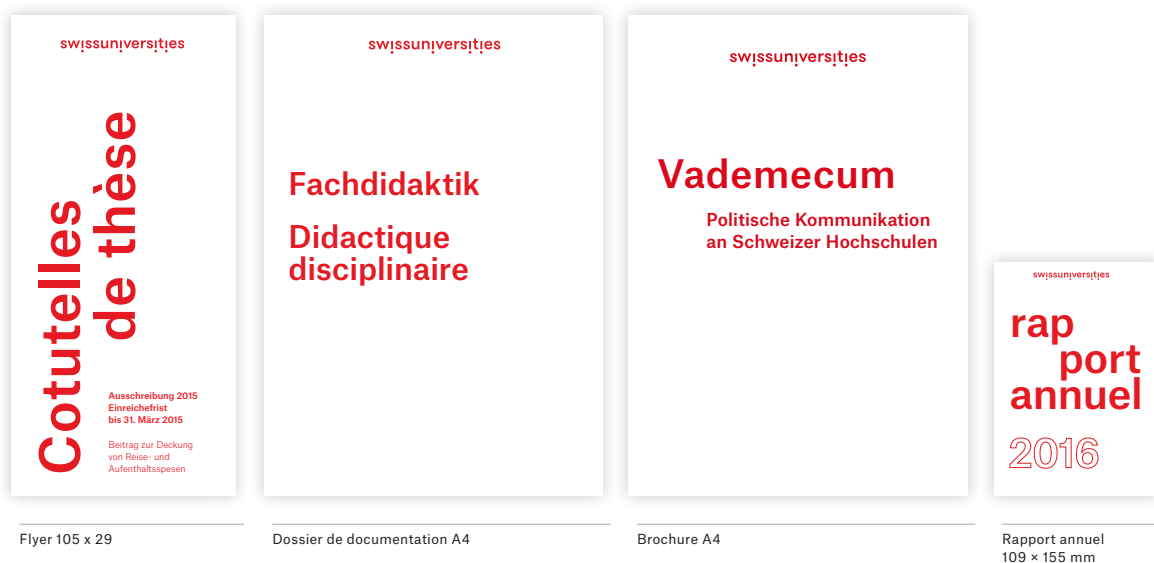 swissuniversities
Cotutelles
de thèse
Ausschreibung 2015
Einreichefrist
bis 31. März 2015
Beitrag zur Deckung
von Reise- und
Aufenthaltsspesen
Flyer 105 x 29
swissuniversities
Fachdidaktik
Didactique
disciplinaire
Dossier de documentation A4
swissuniversities
Vademecum
Politische Kommunikation
an Schweizer Hochschulen
Brochure A4
swissuniversities
rap
port
annuel
2016
Rapport annuel
109 × 155 mm